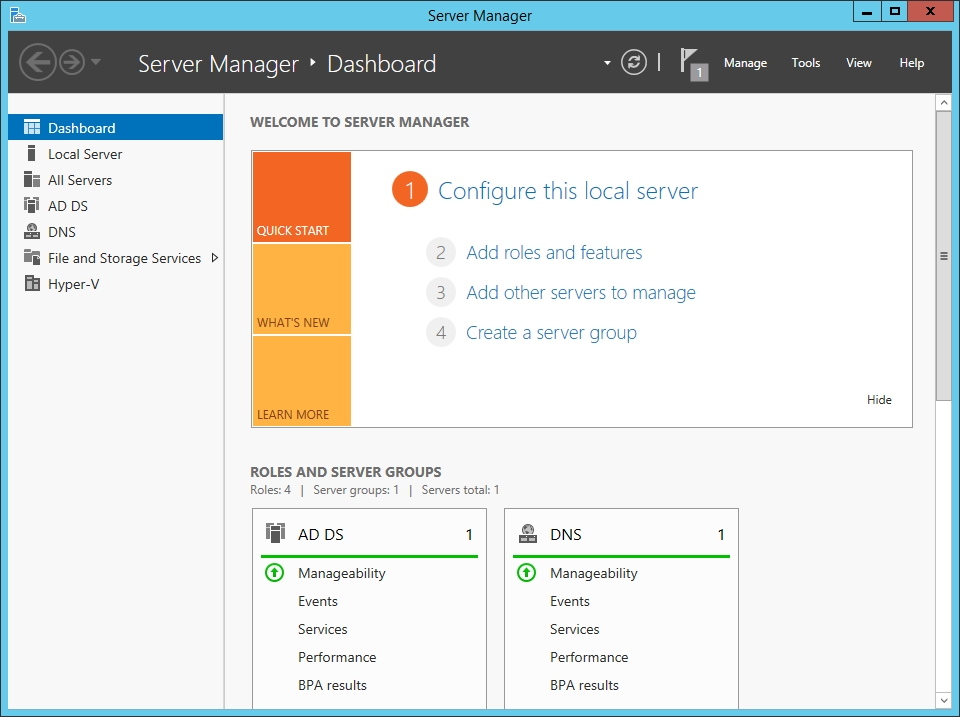 Server Manager
Server Manager ‣ Dashboard
1
Manage
Tools
View
Help
Dashboard
Local Server
All Servers
AD DS
DNS
File and Storage Services
Hyper-V
WELCOME TO SERVER MANAGER
QUICK START
WHAT'S NEW
LEARN MORE
1 Configure this local server
2 Add roles and features
3 Add other servers to manage
4 Create a server group
Hide
ROLES AND SERVER GROUPS
Roles: 4 | Server groups: 1 | Servers total: 1
AD DS 1
Manageability
Events
Services
Performance
BPA results
DNS 1
Manageability
Events
Services
Performance
BPA results